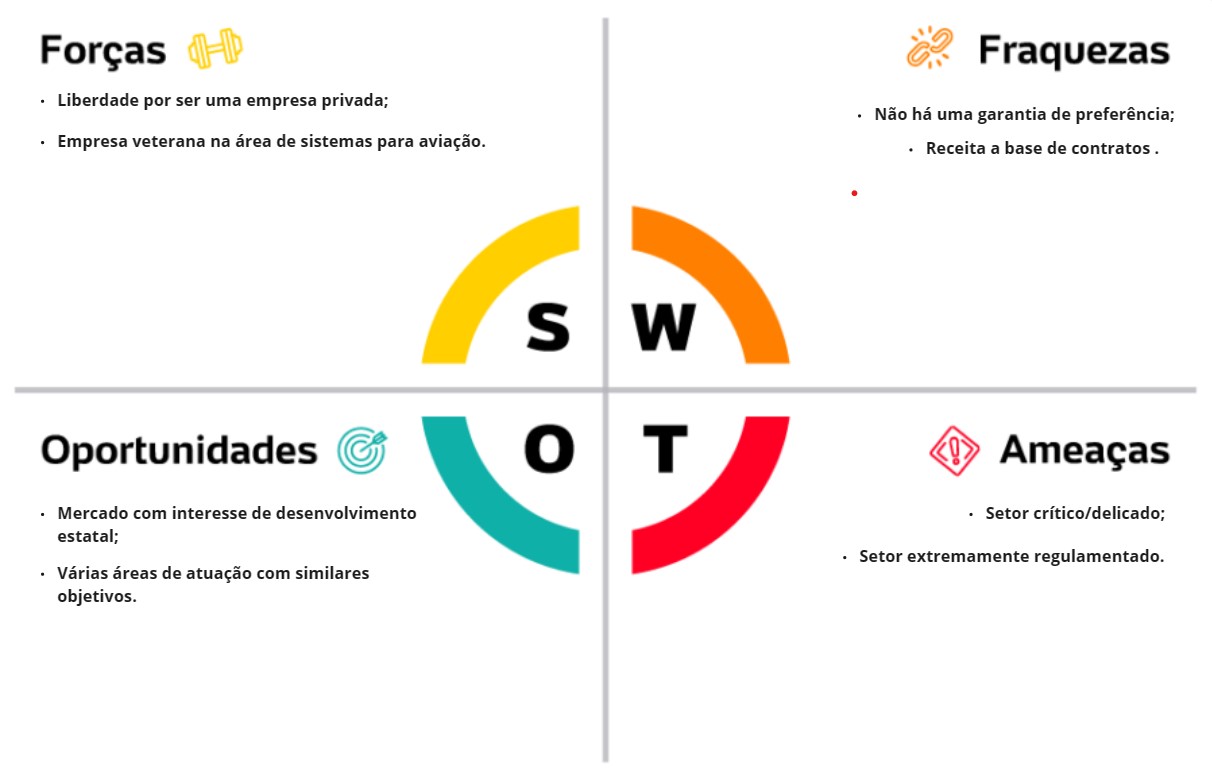 Forças
• Liberdade por ser uma empresa privada;
• Empresa veterana na área de sistemas para aviação.
Fraquezas
• Não há uma garantia de preferência;
• Receita a base de contratos .
•
S W
O T
Oportunidades
• Mercado com interesse de desenvolvimento
estatal;
• Várias áreas de atuação com similares
objetivos.
Ameaças
• Setor crítico/delicado;
• Setor extremamente regulamentado.